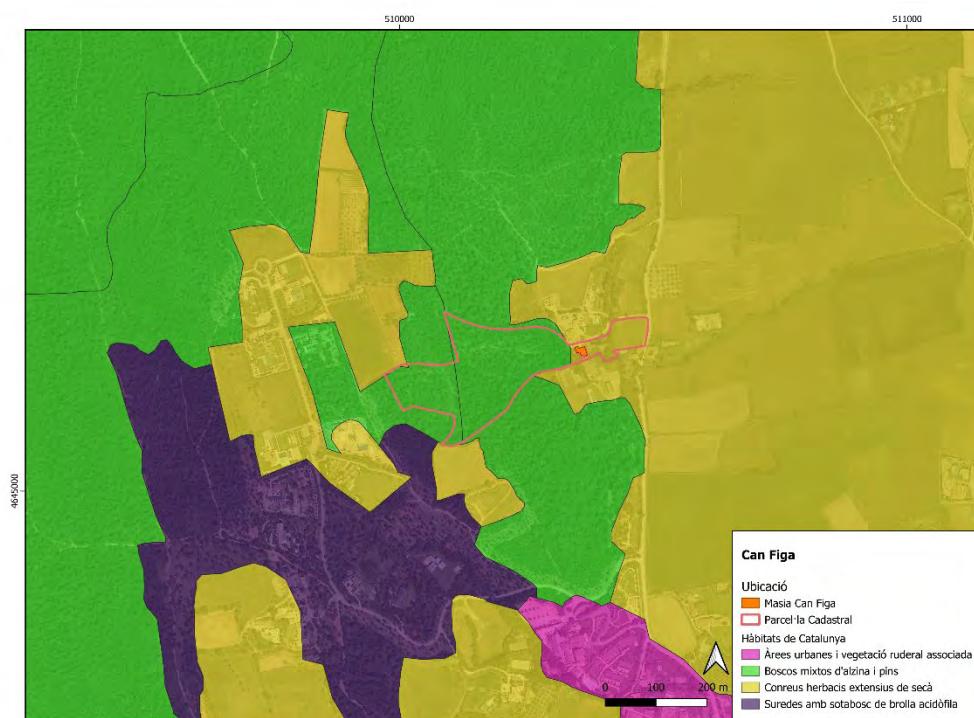 510000
511000
4645000
Can Figa
Ubicació
Masia Can Figa
Parcel·la Cadastral
Hàbitats de Catalunya
Àrees urbanes i vegetació ruderal associada
Boscos mixtos d'alzina i pins
Conreus herbacis extensius de secà
Suredes amb sotabosc de brolla acidòfila
0 100 200 m